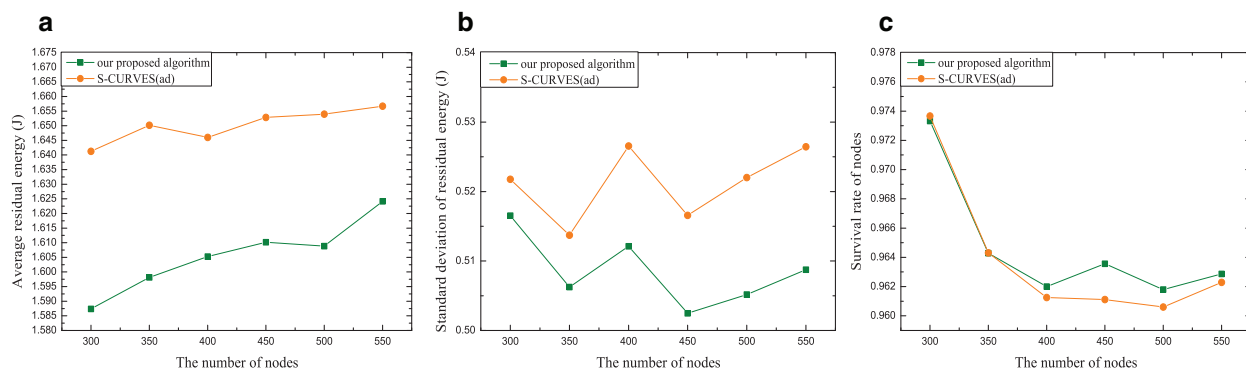 a
our proposed algorithm
S-CURVES(ad)
Average residual energy (J)
1.675
1.670
1.665
1.660
1.655
1.650
1.645
1.640
1.635
1.630
1.625
1.620
1.615
1.610
1.605
1.600
1.595
1.590
1.585
1.580
300 350 400 450 500 550
The number of nodes
b
our proposed algorithm
S-CURVES(ad)
Standard deviation of ressidual energy (J)
0.54
0.53
0.52
0.51
0.50
300 350 400 450 500 550
The number of nodes
c
our proposed algorithm
S-CURVES(ad)
Survival rate of nodes
0.978
0.976
0.974
0.972
0.970
0.968
0.966
0.964
0.962
0.960
300 350 400 450 500 550
The number of nodes